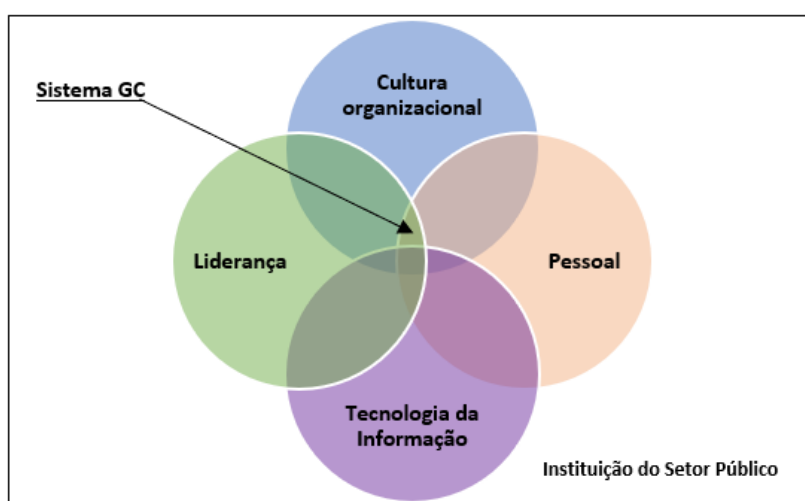 Cultura
organizacional
Sistema GC
Liderança
Pessoal
Tecnologia da
Informação
Instituição do Setor Público